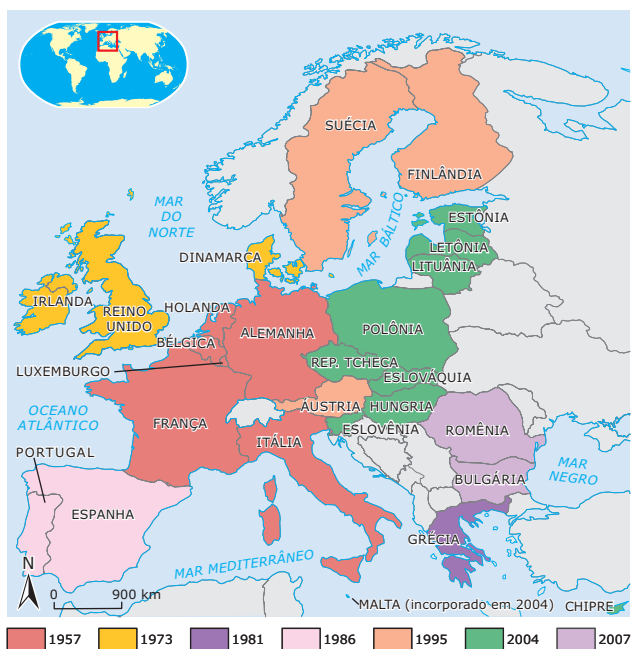 SUÉCIA
FINLÂNDIA
MAR
DO
NORTE
MAR BÁLTICO
ESTÔNIA
LETÔNIA
LITUÂNIA
DINAMARCA
IRLANDA
REINO
UNIDO
HOLANDA
BÉLGICA
ALEMANHA
POLÔNIA
LUXEMBURGO
REP. TCHECA
ESLOVÁQUIA
OCEANO
ATLÂNTICO
FRANÇA
ÁUSTRIA
HUNGRIA
ESLOVÊNIA
ITÁLIA
ROMÊNIA
PORTUGAL
ESPANHA
BULGÁRIA
MAR
NEGRO
GRÉCIA
MAR MEDITERRÂNEO
N
0 900 km
MALTA (incorporado em 2004)
CHIPRE
1957 1973 1981 1986 1995 2004 2007